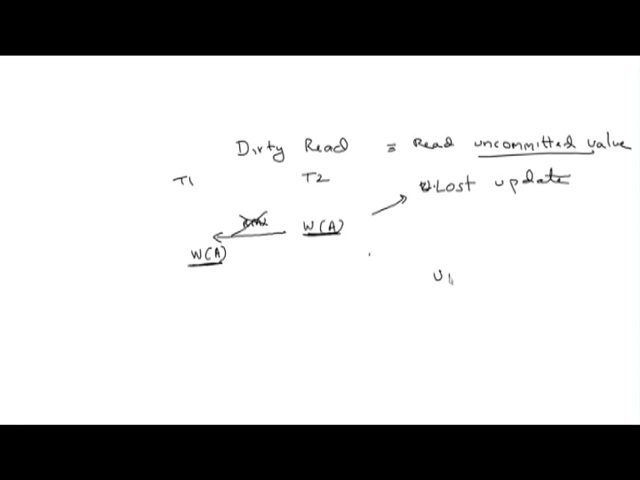 Dirty Read = Read uncommitted value
T1 T2
Lost update
W(A)
W(A)